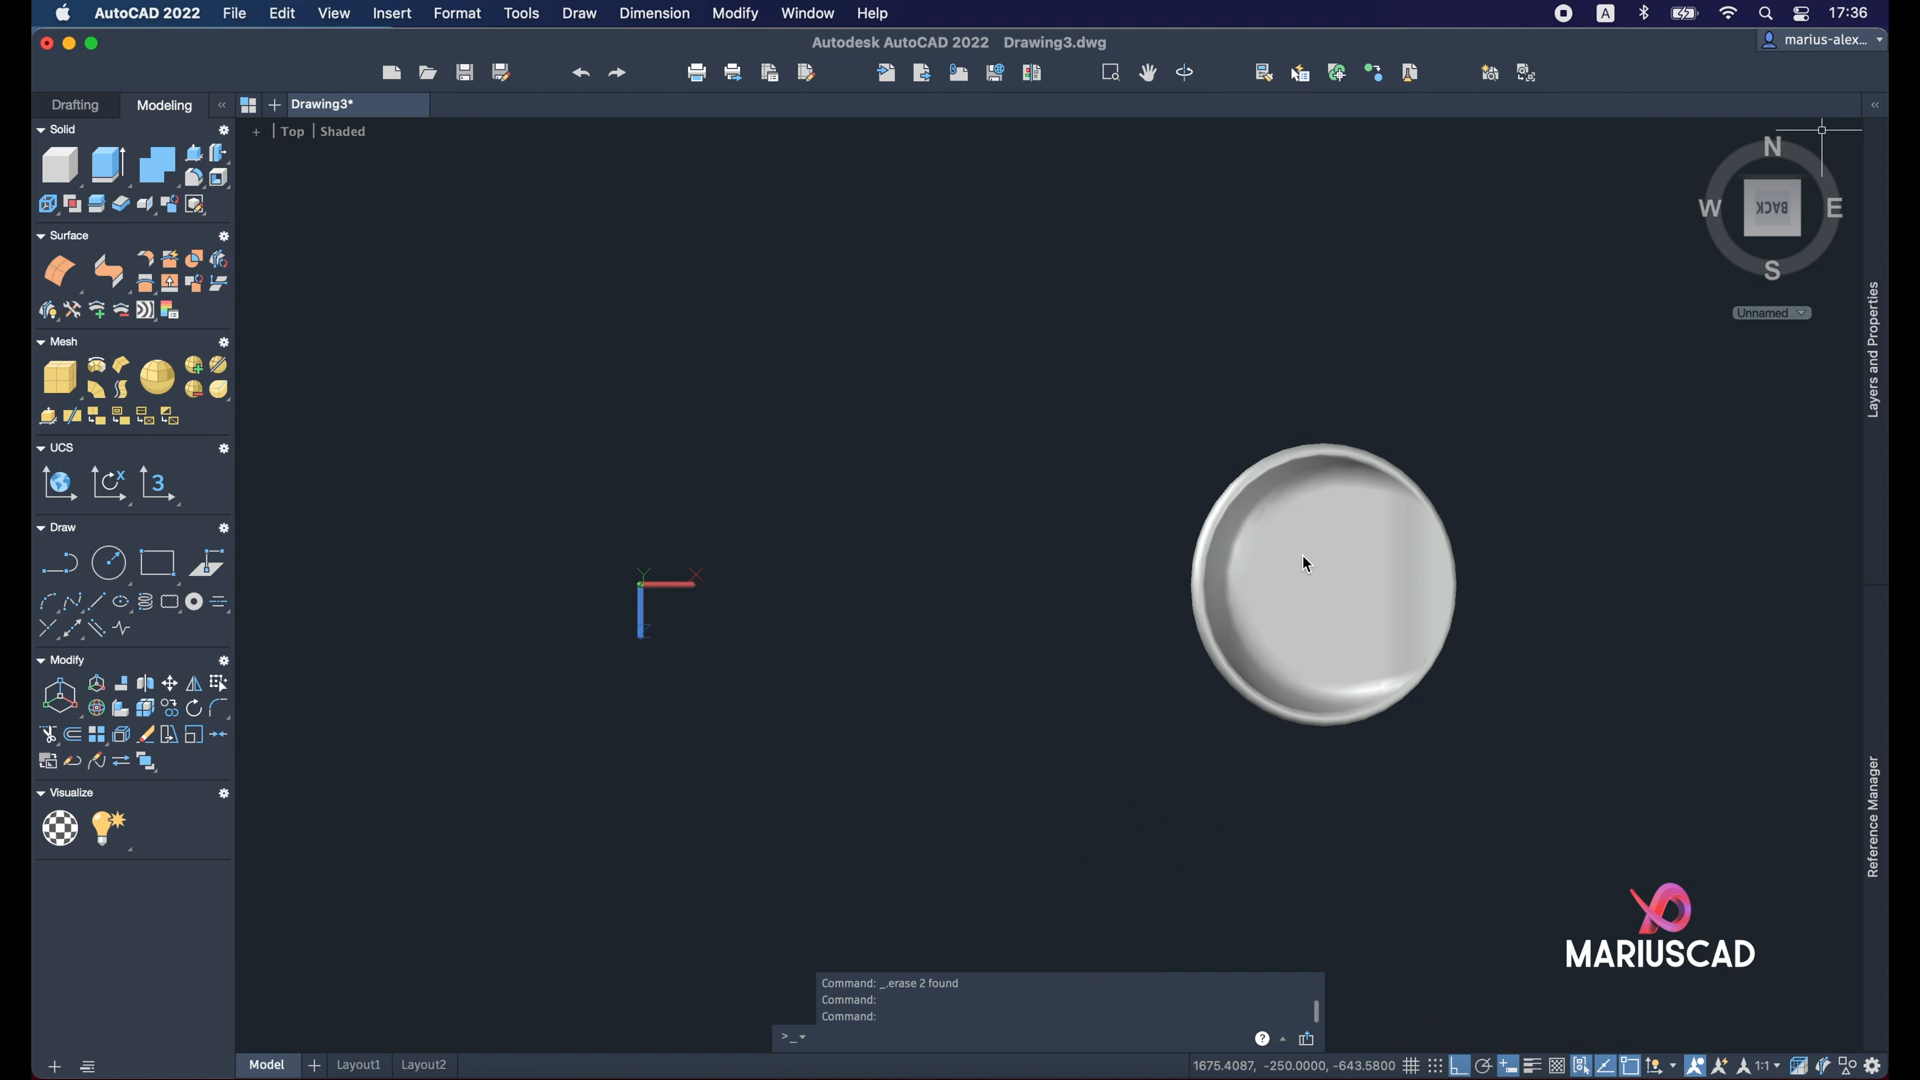 AutoCAD 2022 File Edit View Insert Format Tools Draw Dimension Modify Window Help A 17:36
Autodesk AutoCAD 2022 Drawing3.dwg
marius-alex...
Drafting Modeling Drawing3*
+ | Top | Shaded
Solid
Surface
Mesh
UCS
X
3
Draw
Modify
Visualize
N
W BACK E
S
Unnamed
Layers and Properties
Reference Manager
Y X
Z
MARIUSCAD
Command: _.erase 2 found
Command:
Command:
>_
?
Model Layout1 Layout2 1675.4087, -250.0000, -643.5800 1:1